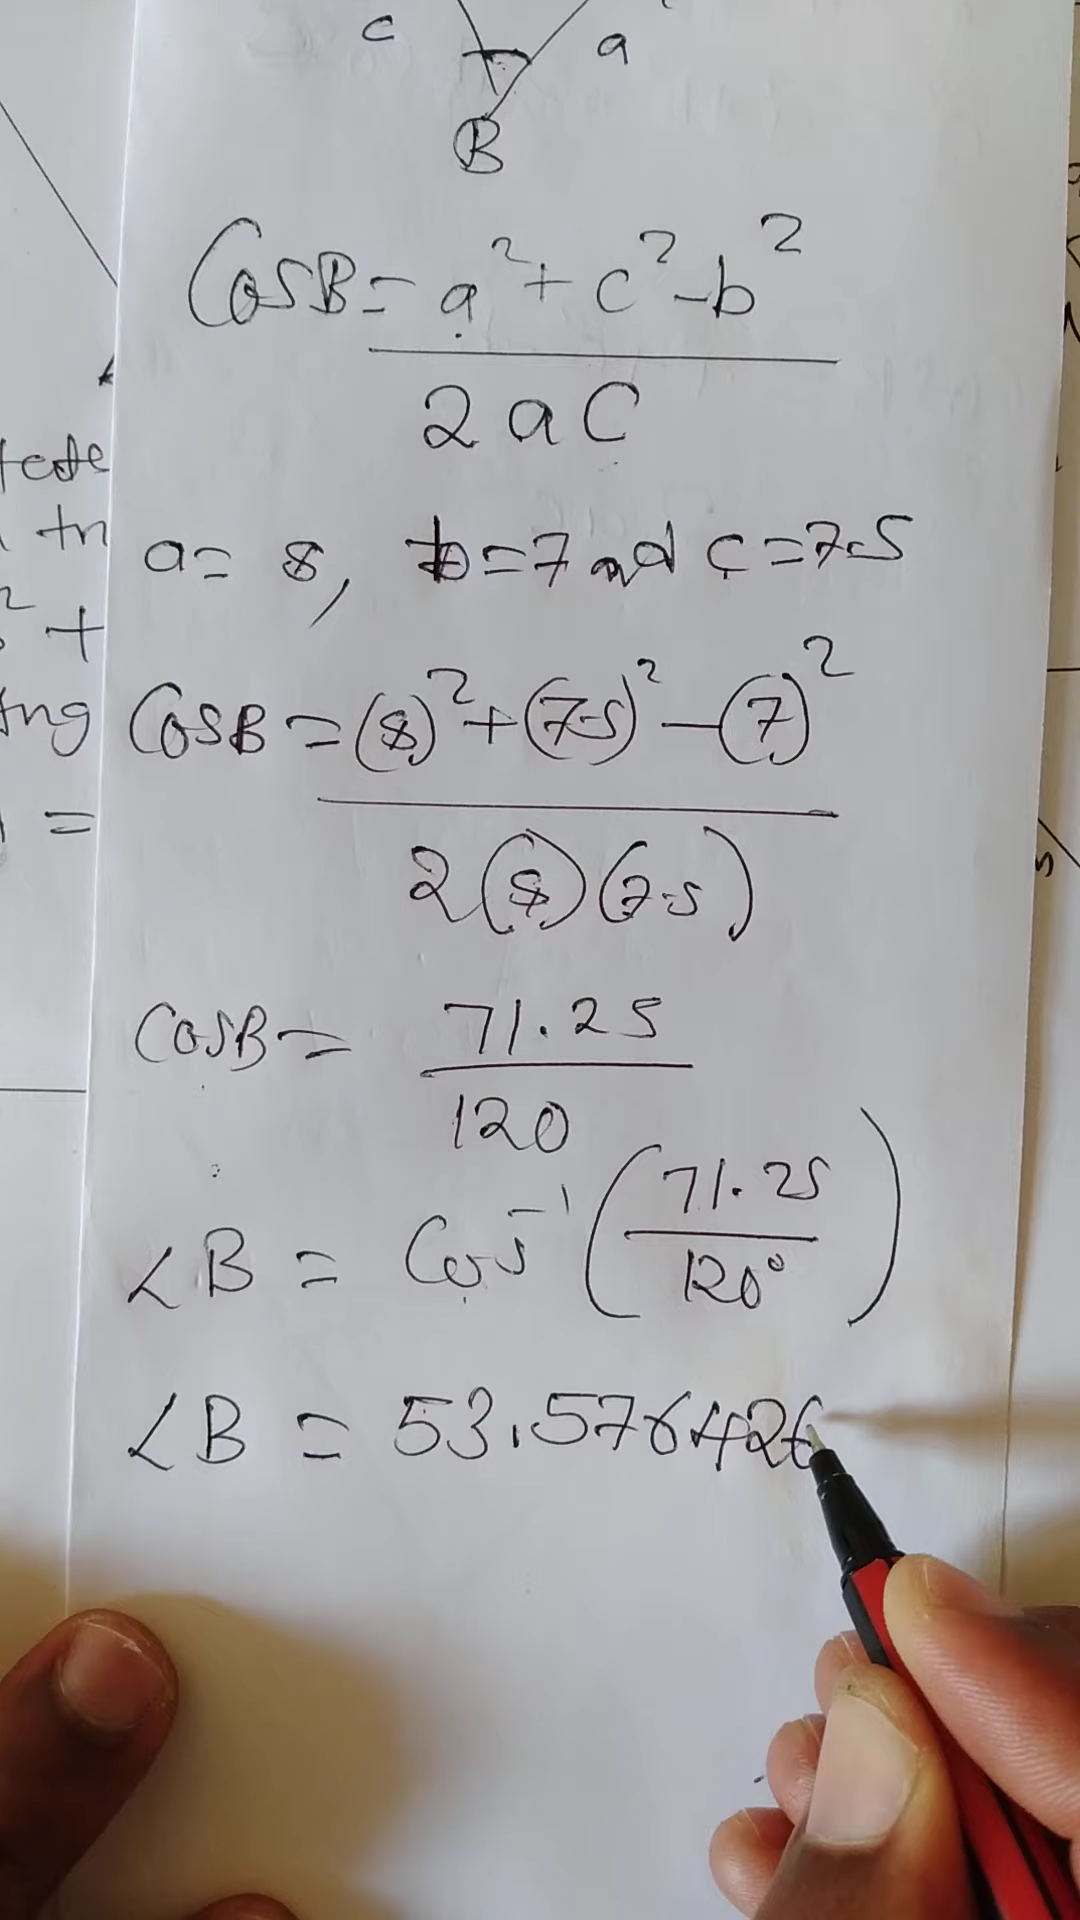 c a
B
CosB = a² + c² - b²
2 a C
a = 8, b = 7 and c = 7.5
CosB = (8)² + (7.5)² - (7)²
2 (8) (7.5)
CosB = 71.25
120
∠B = Cos⁻¹ (71.25
120°)
∠B = 53.576426